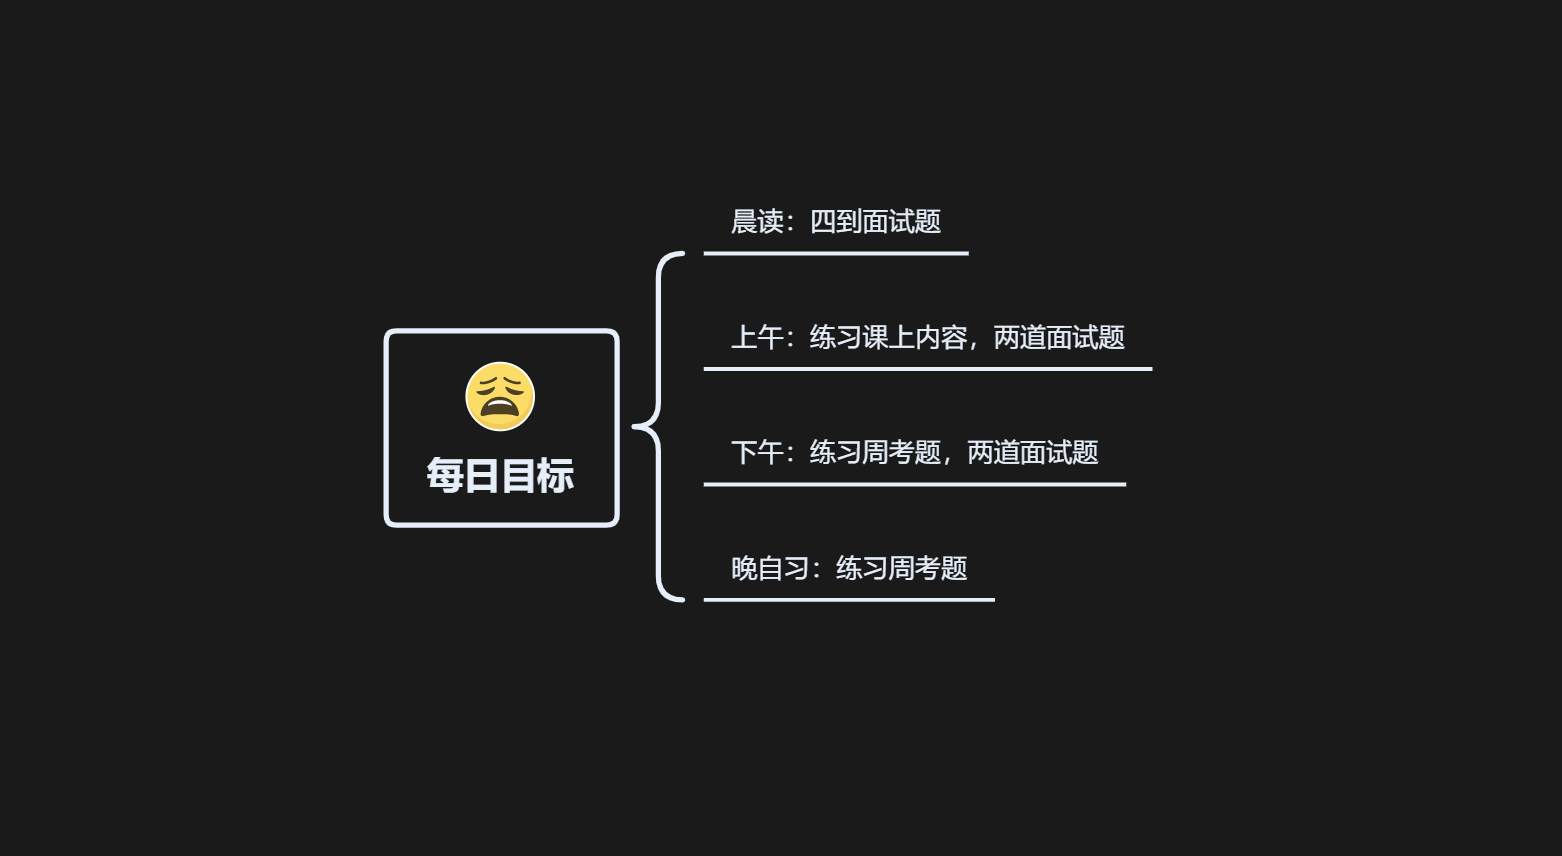 每日目标
晨读：四到面试题
上午：练习课上内容，两道面试题
下午：练习周考题，两道面试题
晚自习：练习周考题